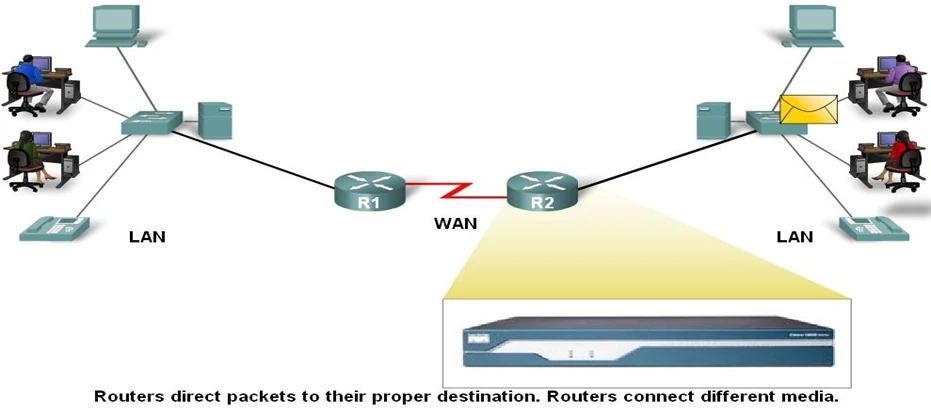 R1
R2
WAN
LAN
LAN
Routers direct packets to their proper destination. Routers connect different media.